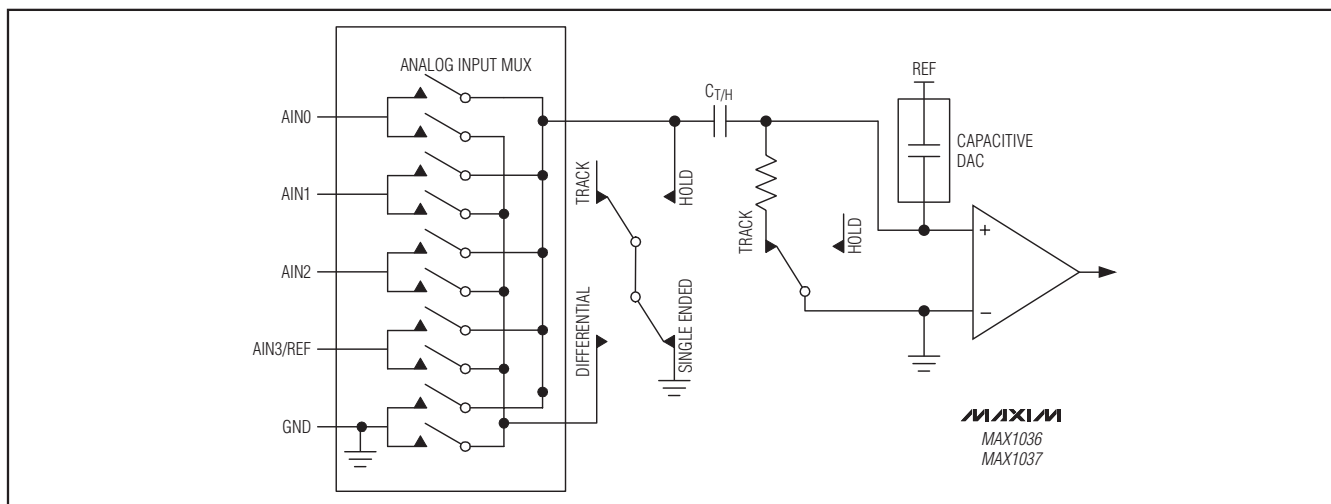 ANALOG INPUT MUX
AIN0
AIN1
AIN2
AIN3/REF
GND
TRACK
HOLD
DIFFERENTIAL
SINGLE ENDED
CT/H
TRACK
HOLD
REF
CAPACITIVE
DAC
+
−
MAXIM
MAX1036
MAX1037